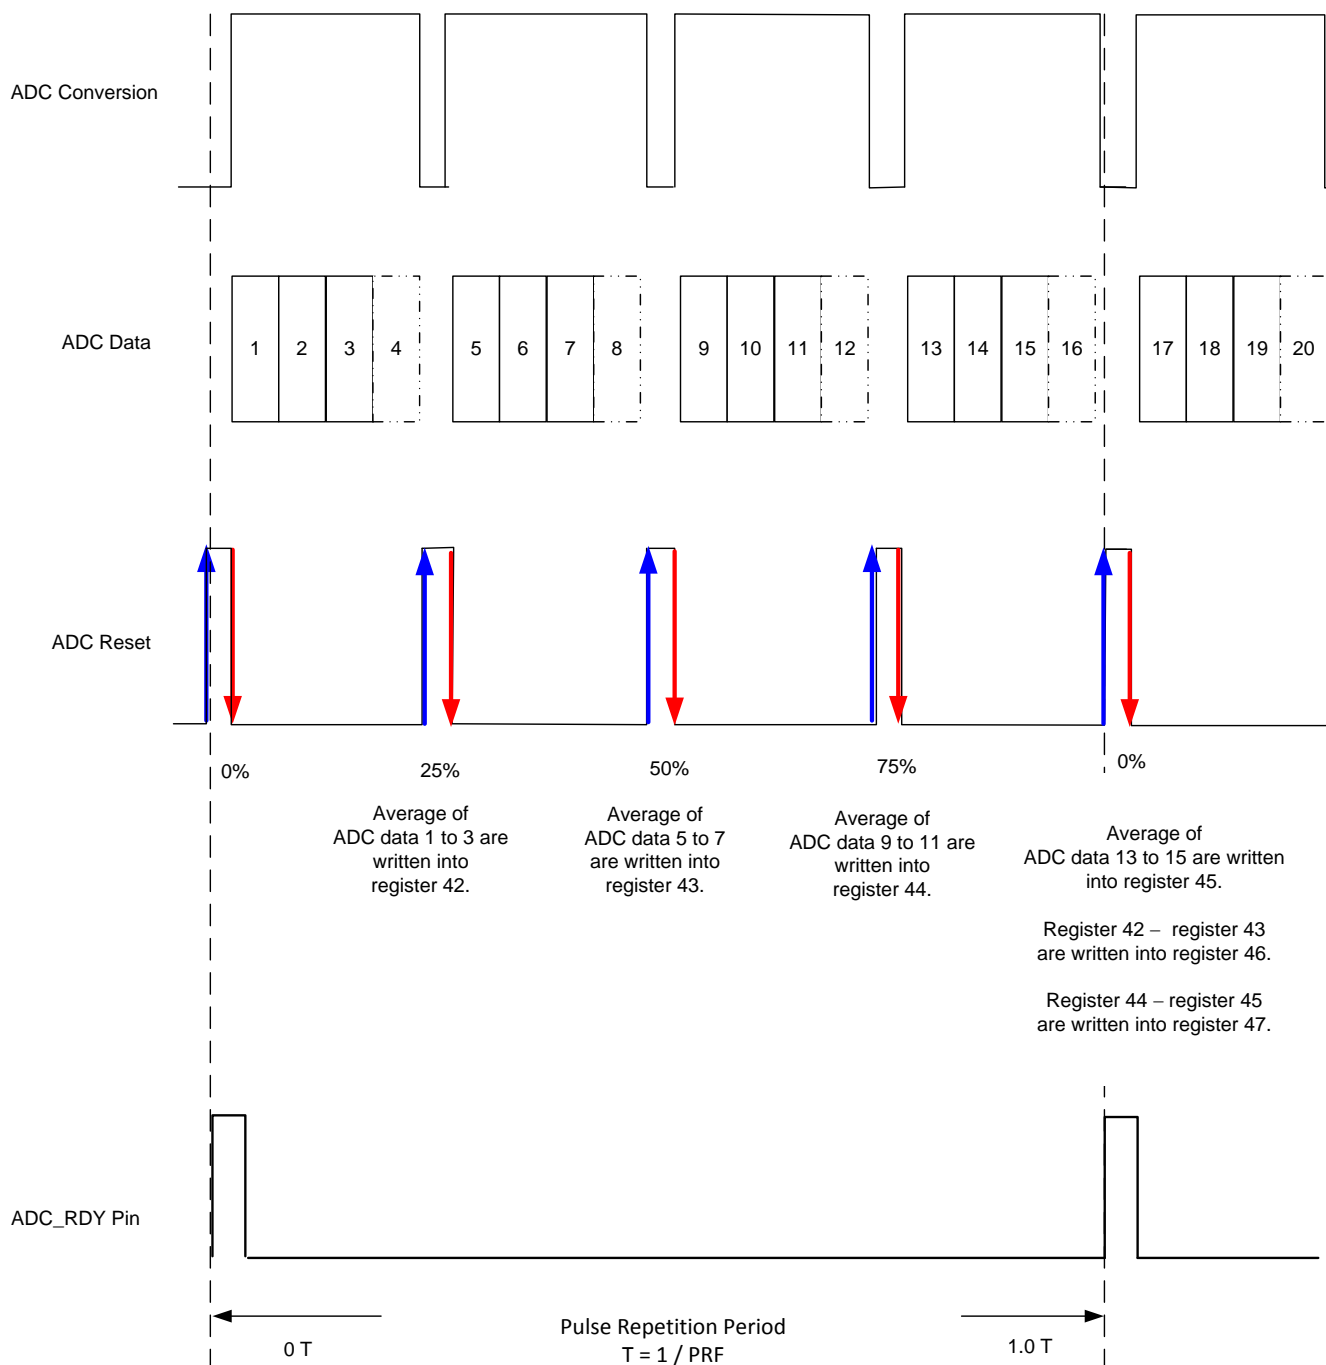 ADC Conversion
ADC Data
1 2 3 4 5 6 7 8 9 10 11 12 13 14 15 16 17 18 19 20
ADC Reset
0% 25% 50% 75% 0%
Average of
ADC data 1 to 3 are
written into
register 42.
Average of
ADC data 5 to 7
are written into
register 43.
Average of
ADC data 9 to 11 are
written into
register 44.
Average of
ADC data 13 to 15 are written
into register 45.
Register 42 – register 43
are written into register 46.
Register 44 – register 45
are written into register 47.
ADC_RDY Pin
0 T
Pulse Repetition Period
T = 1 / PRF
1.0 T